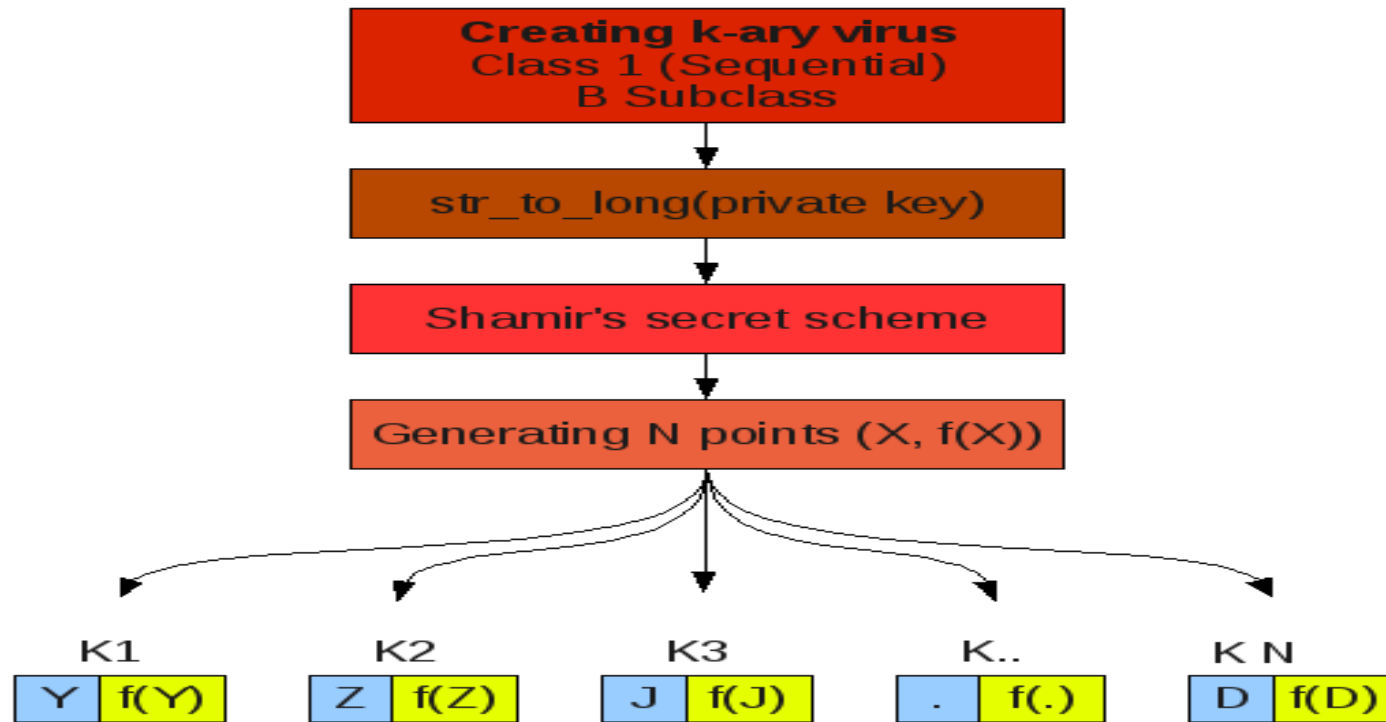 Creating k-ary virus
Class 1 (Sequential)
B Subclass
str_to_long(private key)
Shamir's secret scheme
Generating N points (X, f(X))
K1 K2 K3 K.. K N
Y f(Y) Z f(Z) J f(J) . f(.) D f(D)